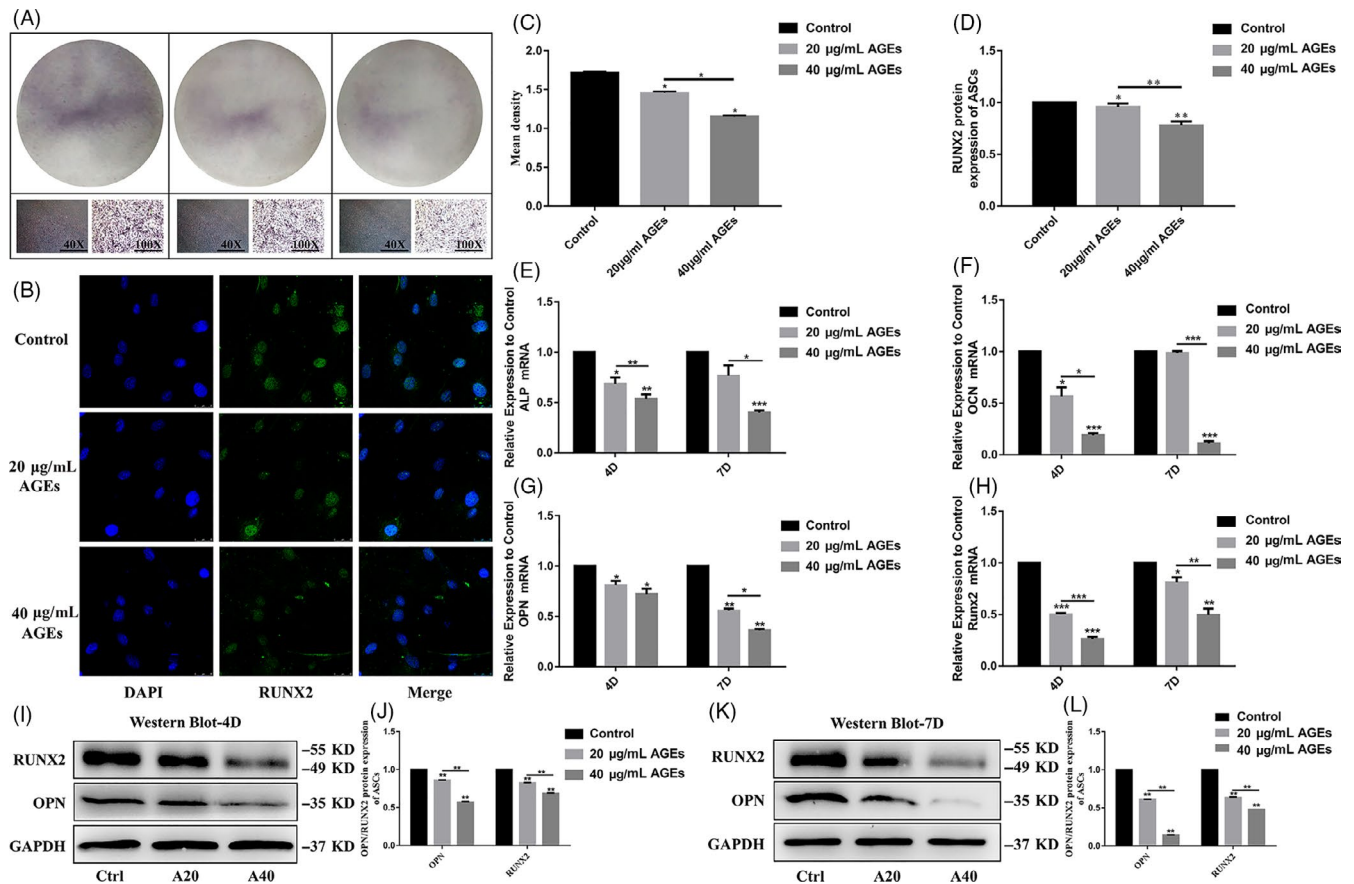 (A)
40X
100X
40X
100X
40X
100X
(B)
Control
20 μg/mL
AGEs
40 μg/mL
AGEs
DAPI
RUNX2
Merge
(C)
Control
20 μg/mL AGEs
40 μg/mL AGEs
Mean density
2.0
1.5
1.0
0.5
0.0
*
*
*
Control
20μg/ml AGEs
40μg/ml AGEs
(D)
Control
20 μg/mL AGEs
40 μg/mL AGEs
RUNX2 protein
expression of ASCs
1.5
1.0
0.5
0.0
*
**
**
Control
20μg/ml AGEs
40μg/ml AGEs
(E)
Control
20 μg/mL AGEs
40 μg/mL AGEs
Relative Expression to Control
ALP mRNA
1.5
1.0
0.5
0.0
*
**
**
*
***
4D
7D
(F)
Control
20 μg/mL AGEs
40 μg/mL AGEs
Relative Expression to Control
OCN mRNA
1.5
1.0
0.5
0.0
*
*
***
***
***
4D
7D
(G)
Control
20 μg/mL AGEs
40 μg/mL AGEs
Relative Expression to Control
OPN mRNA
1.5
1.0
0.5
0.0
*
*
**
*
**
4D
7D
(H)
Control
20 μg/mL AGEs
40 μg/mL AGEs
Relative Expression to Control
Runx2 mRNA
1.5
1.0
0.5
0.0
***
***
***
*
**
**
4D
7D
(I)
Western Blot-4D
RUNX2
–55 KD
–49 KD
OPN
–35 KD
GAPDH
–37 KD
Ctrl A20 A40
(J)
Control
20 μg/mL AGEs
40 μg/mL AGEs
OPN/RUNX2 protein expression
of ASCs
1.5
1.0
0.5
0.0
**
**
**
**
**
**
OPN
RUNX2
(K)
Western Blot-7D
RUNX2
–55 KD
–49 KD
OPN
–35 KD
GAPDH
–37 KD
Ctrl A20 A40
(L)
Control
20 μg/mL AGEs
40 μg/mL AGEs
OPN/RUNX2 protein expression
of ASCs
1.5
1.0
0.5
0.0
**
**
**
**
**
**
OPN
RUNX2